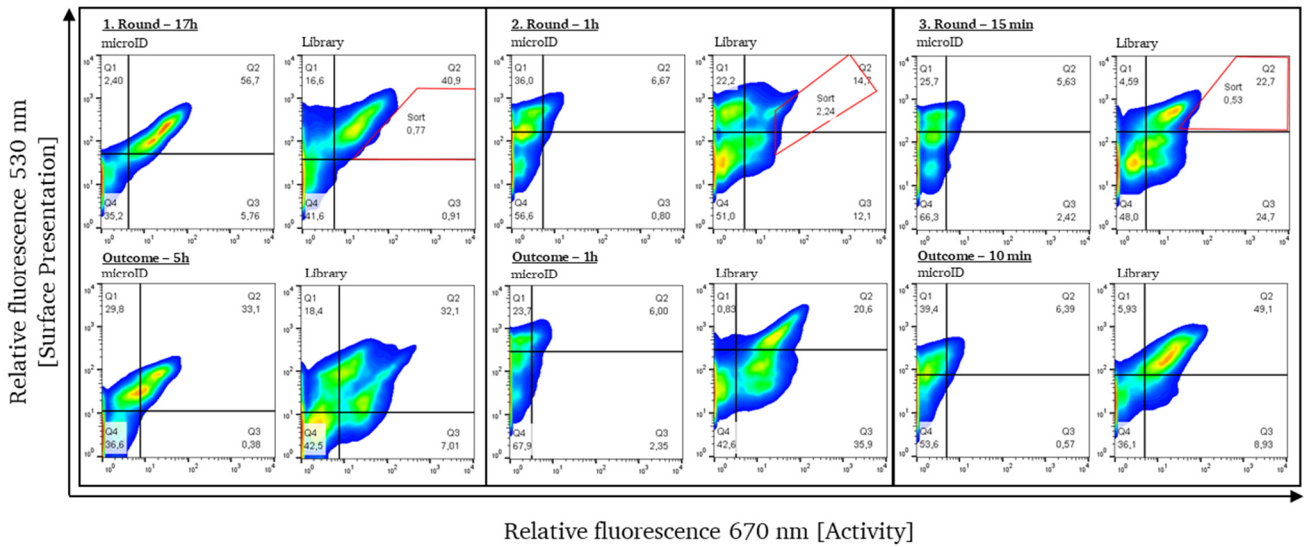 1. Round – 17h
microID
Library
Q1
2,40
Q2
56,7
Q4
35,2
Q3
5,76
Q1
16,6
Q2
40,9
Sort
0,77
Q4
41,6
Q3
0,91
Outcome – 5h
microID
Library
Q1
29,8
Q2
33,1
Q4
36,6
Q3
0,38
Q1
18,4
Q2
32,1
Q4
42,5
Q3
7,01
2. Round – 1h
microID
Library
Q1
36,0
Q2
6,67
Q4
56,6
Q3
0,80
Q1
22,2
Q2
14,7
Sort
2,24
Q4
51,0
Q3
12,1
Outcome – 1h
microID
Library
Q1
23,7
Q2
6,00
Q4
67,9
Q3
2,35
Q1
0,83
Q2
20,6
Q4
42,6
Q3
35,9
3. Round – 15 min
microID
Library
Q1
25,7
Q2
5,63
Q4
66,3
Q3
2,42
Q1
4,59
Q2
22,7
Sort
0,53
Q4
48,0
Q3
24,7
Outcome – 10 min
microID
Library
Q1
39,4
Q2
6,39
Q4
53,6
Q3
0,57
Q1
5,93
Q2
49,1
Q4
36,1
Q3
8,93
Relative fluorescence 530 nm
[Surface Presentation]
Relative fluorescence 670 nm [Activity]